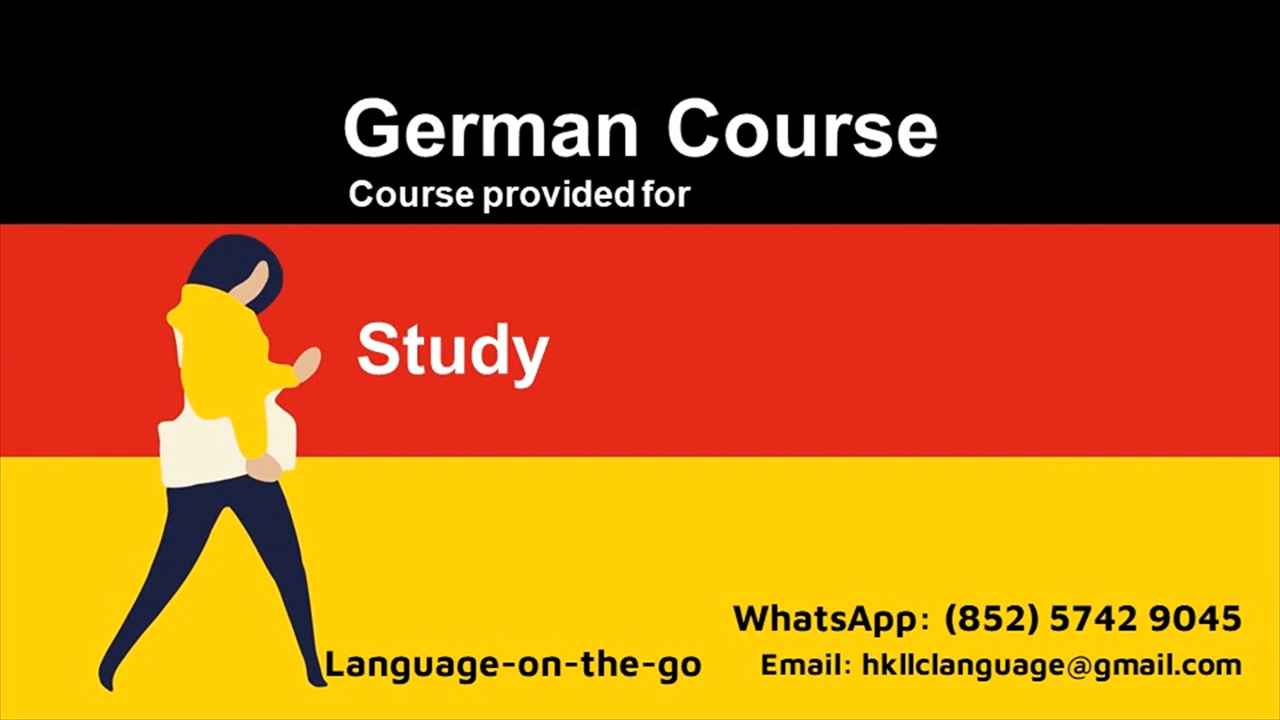 German Course
Course provided for
Study
WhatsApp: (852) 5742 9045
Language-on-the-go
Email: hkllclanguage@gmail.com